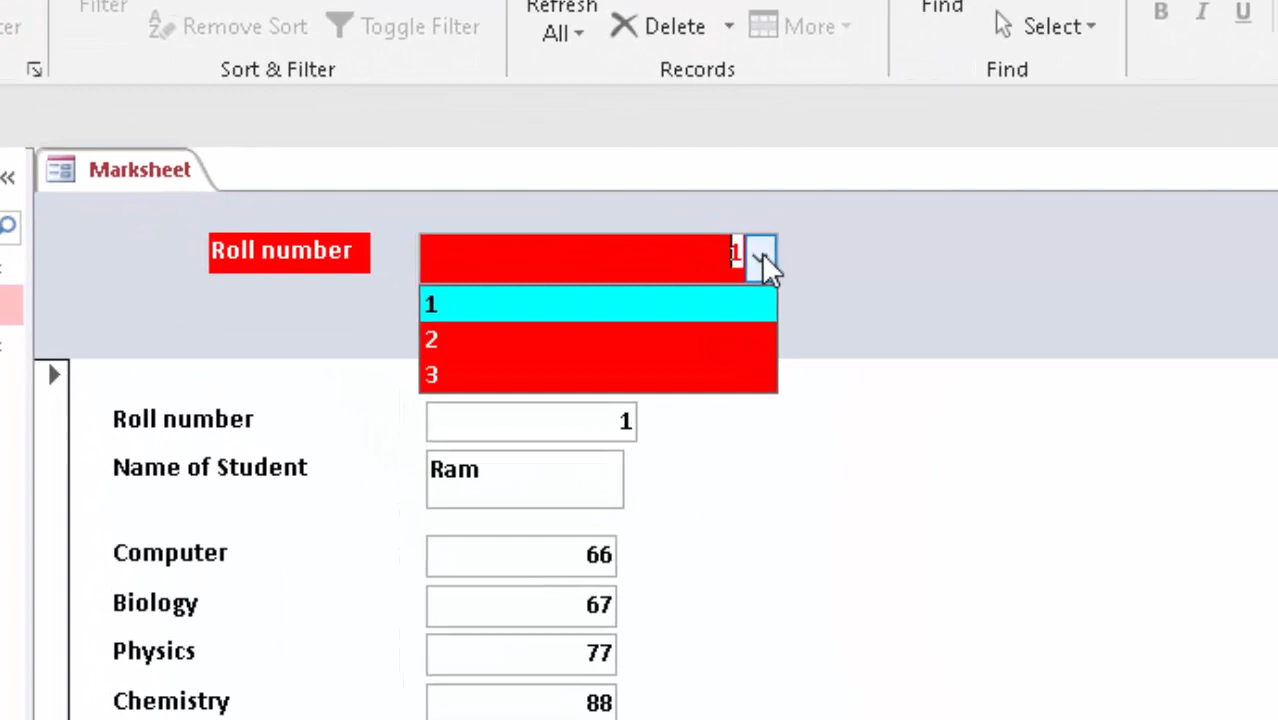 Filter
Remove Sort
Toggle Filter
Sort & Filter
Refresh
All
Delete
More
Records
Find
Select
Find
B I U
Marksheet
Roll number 1
1
2
3
Roll number 1
Name of Student Ram
Computer 66
Biology 67
Physics 77
Chemistry 88